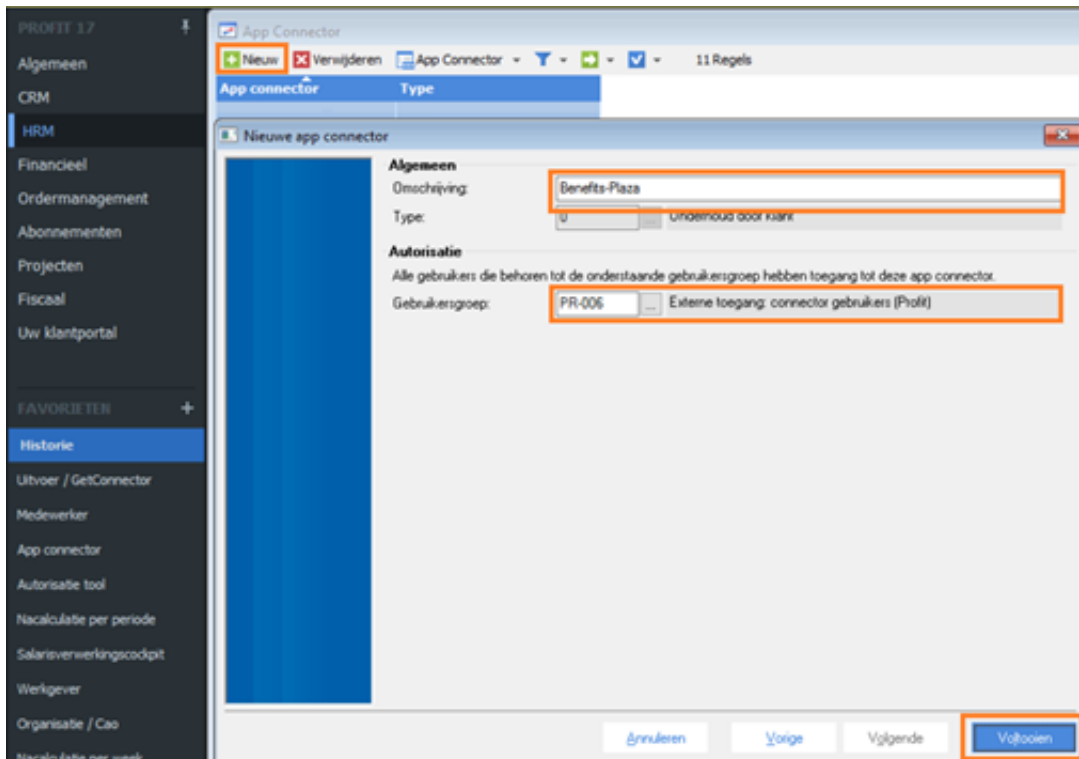 PROFIT 17
Algemeen
CRM
HRM
Financieel
Ordermanagement
Abonnementen
Projecten
Fiscaal
Uw klantportal
FAVORIETEN +
Historie
Uitvoer / GetConnector
Medewerker
App connector
Autorisatie tool
Nacalculatie per periode
Salarisverwerkingscockpit
Werkgever
Organisatie / Cao
Nacalculatie per week
App Connector
Nieuw Verwijderen App Connector 11 Regels
App connector Type
Nieuwe app connector
Algemeen
Omschrijving: Benefits-Plaza
Type: 0 ... Onderhoud door klant
Autorisatie
Alle gebruikers die behoren tot de onderstaande gebruikersgroep hebben toegang tot deze app connector.
Gebruikersgroep: PR-006 ... Externe toegang: connector gebruikers (Profit)
Annuleren Vorige Volgende Voltooien